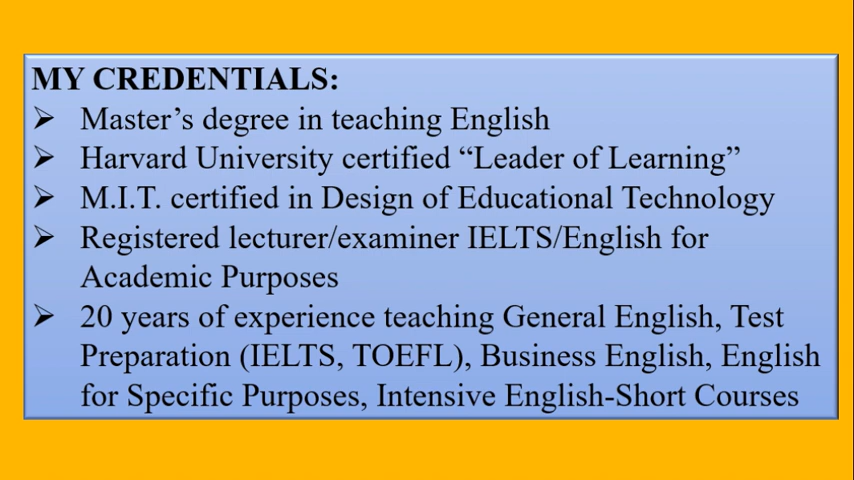 MY CREDENTIALS:
➢ Master’s degree in teaching English
➢ Harvard University certified “Leader of Learning”
➢ M.I.T. certified in Design of Educational Technology
➢ Registered lecturer/examiner IELTS/English for
Academic Purposes
➢ 20 years of experience teaching General English, Test
Preparation (IELTS, TOEFL), Business English, English
for Specific Purposes, Intensive English-Short Courses